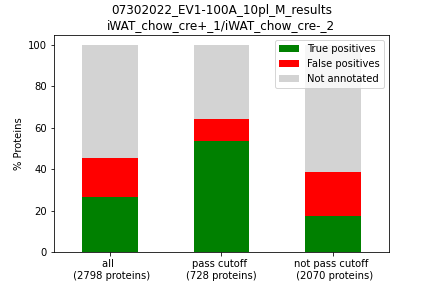 07302022_EV1-100A_10pl_M_results
iWAT_chow_cre+_1/iWAT_chow_cre-_2
True positives
False positives
Not annotated
% Proteins
100
80
60
40
20
0
all
(2798 proteins)
pass cutoff
(728 proteins)
not pass cutoff
(2070 proteins)